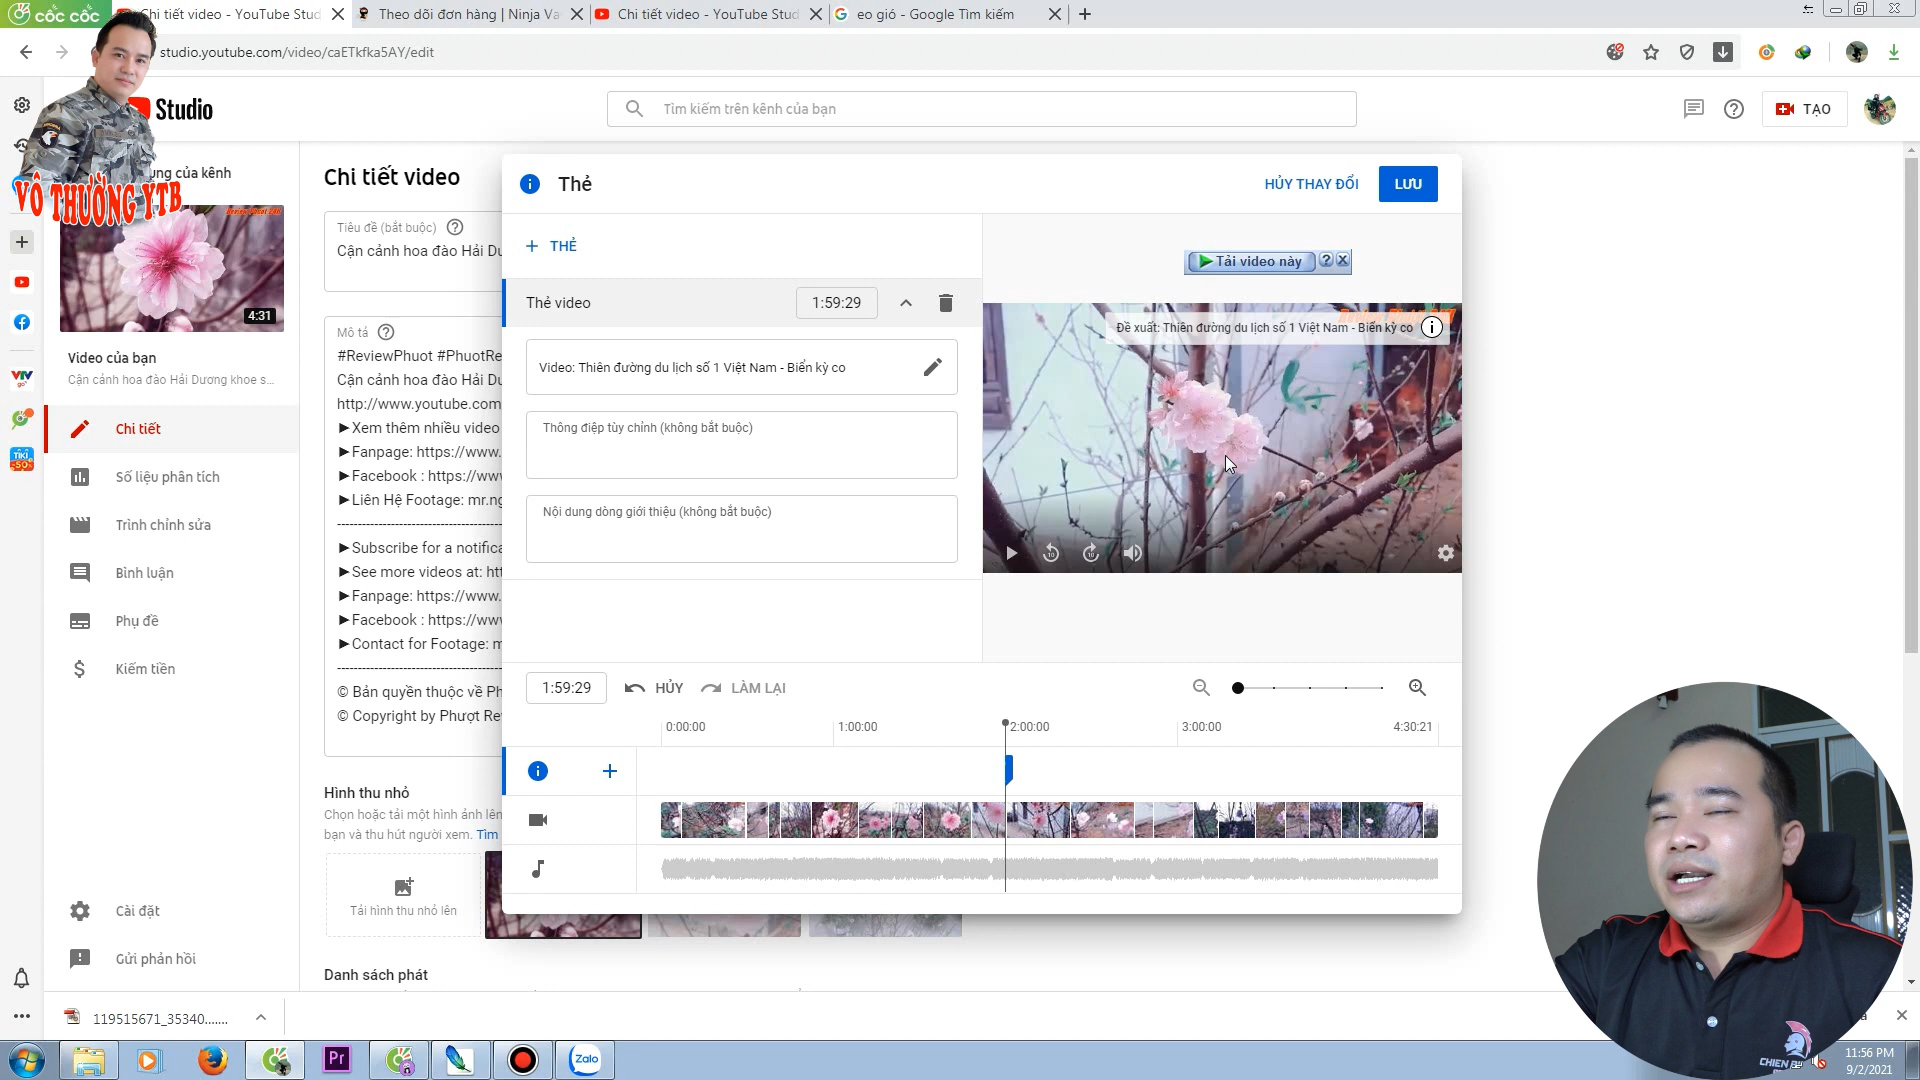 cốc cốc
Chi tiết video - YouTube Stud
Theo dõi đơn hàng | Ninja Va
Chi tiết video - YouTube Stud
eo gió - Google Tìm kiếm
studio.youtube.com/video/caETkfka5AY/edit
Studio
Tìm kiếm trên kênh của bạn
TẠO
ung của kênh
VÔ THƯỜNG YTB
4:31
Video của bạn
Cận cảnh hoa đào Hải Dương khoe s...
Chi tiết
Số liệu phân tích
Trình chỉnh sửa
Bình luận
Phụ đề
Kiếm tiền
Cài đặt
Gửi phản hồi
Chi tiết video
Tiêu đề (bắt buộc)
Cận cảnh hoa đào Hải Du
Mô tả
#ReviewPhuot #PhuotRe
Cận cảnh hoa đào Hải Dư
http://www.youtube.com
►Xem thêm nhiều video
►Fanpage: https://www.
►Facebook : https://ww
►Liên Hệ Footage: mr.ng
►Subscribe for a notifica
►See more videos at: htt
►Fanpage: https://www.
►Facebook : https://ww
►Contact for Footage: m
© Bản quyền thuộc về Ph
© Copyright by Phượt Re
Hình thu nhỏ
Chọn hoặc tải một hình ảnh lên
bạn và thu hút người xem. Tìm
Tải hình thu nhỏ lên
Danh sách phát
Thẻ
HỦY THAY ĐỔI
LƯU
+ THẺ
Thẻ video
1:59:29
Video: Thiên đường du lịch số 1 Việt Nam - Biển kỳ co
Thông điệp tùy chỉnh (không bắt buộc)
Nội dung dòng giới thiệu (không bắt buộc)
Tải video này ? X
Đề xuất: Thiên đường du lịch số 1 Việt Nam - Biển kỳ co
1:59:29
HỦY
LÀM LẠI
0:00:00
1:00:00
2:00:00
3:00:00
4:30:21
VTV go
TIKI
-50%
119515671_35340.......
Pr
Zalo
CHIEN B
11:56 PM
9/2/2021